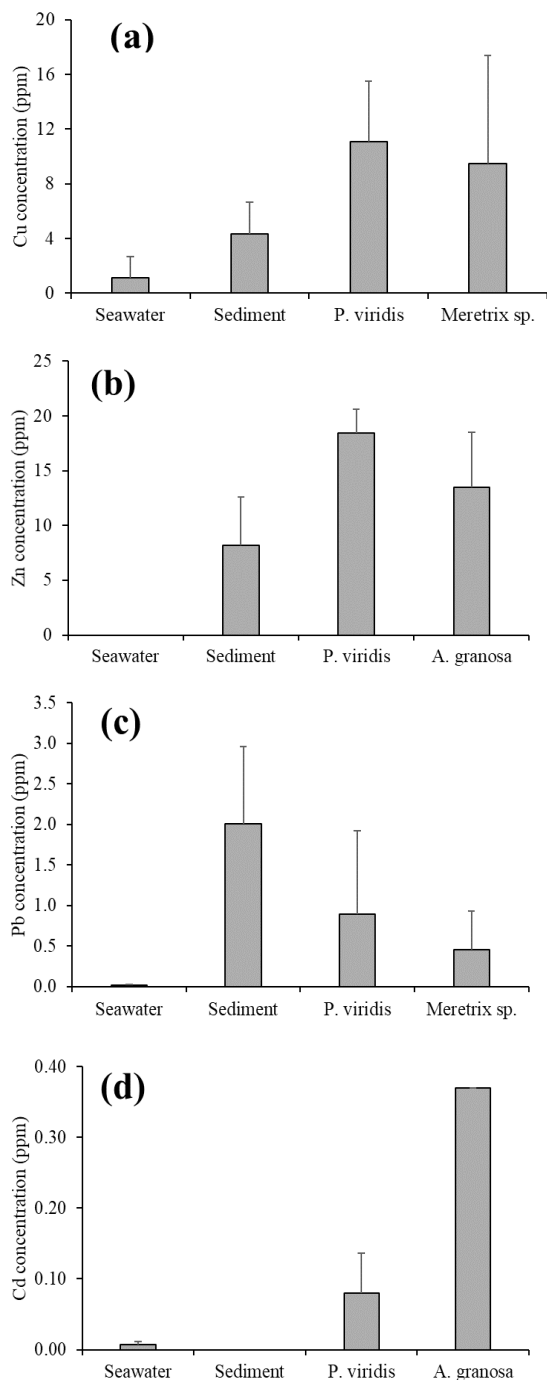 (a)
Cu concentration (ppm)
20
16
12
8
4
0
Seawater Sediment P. viridis Meretrix sp.
(b)
Zn concentration (ppm)
25
20
15
10
5
0
Seawater Sediment P. viridis A. granosa
(c)
Pb concentration (ppm)
3.5
3.0
2.5
2.0
1.5
1.0
0.5
0.0
Seawater Sediment P. viridis Meretrix sp.
(d)
Cd concentration (ppm)
0.40
0.30
0.20
0.10
0.00
Seawater Sediment P. viridis A. granosa